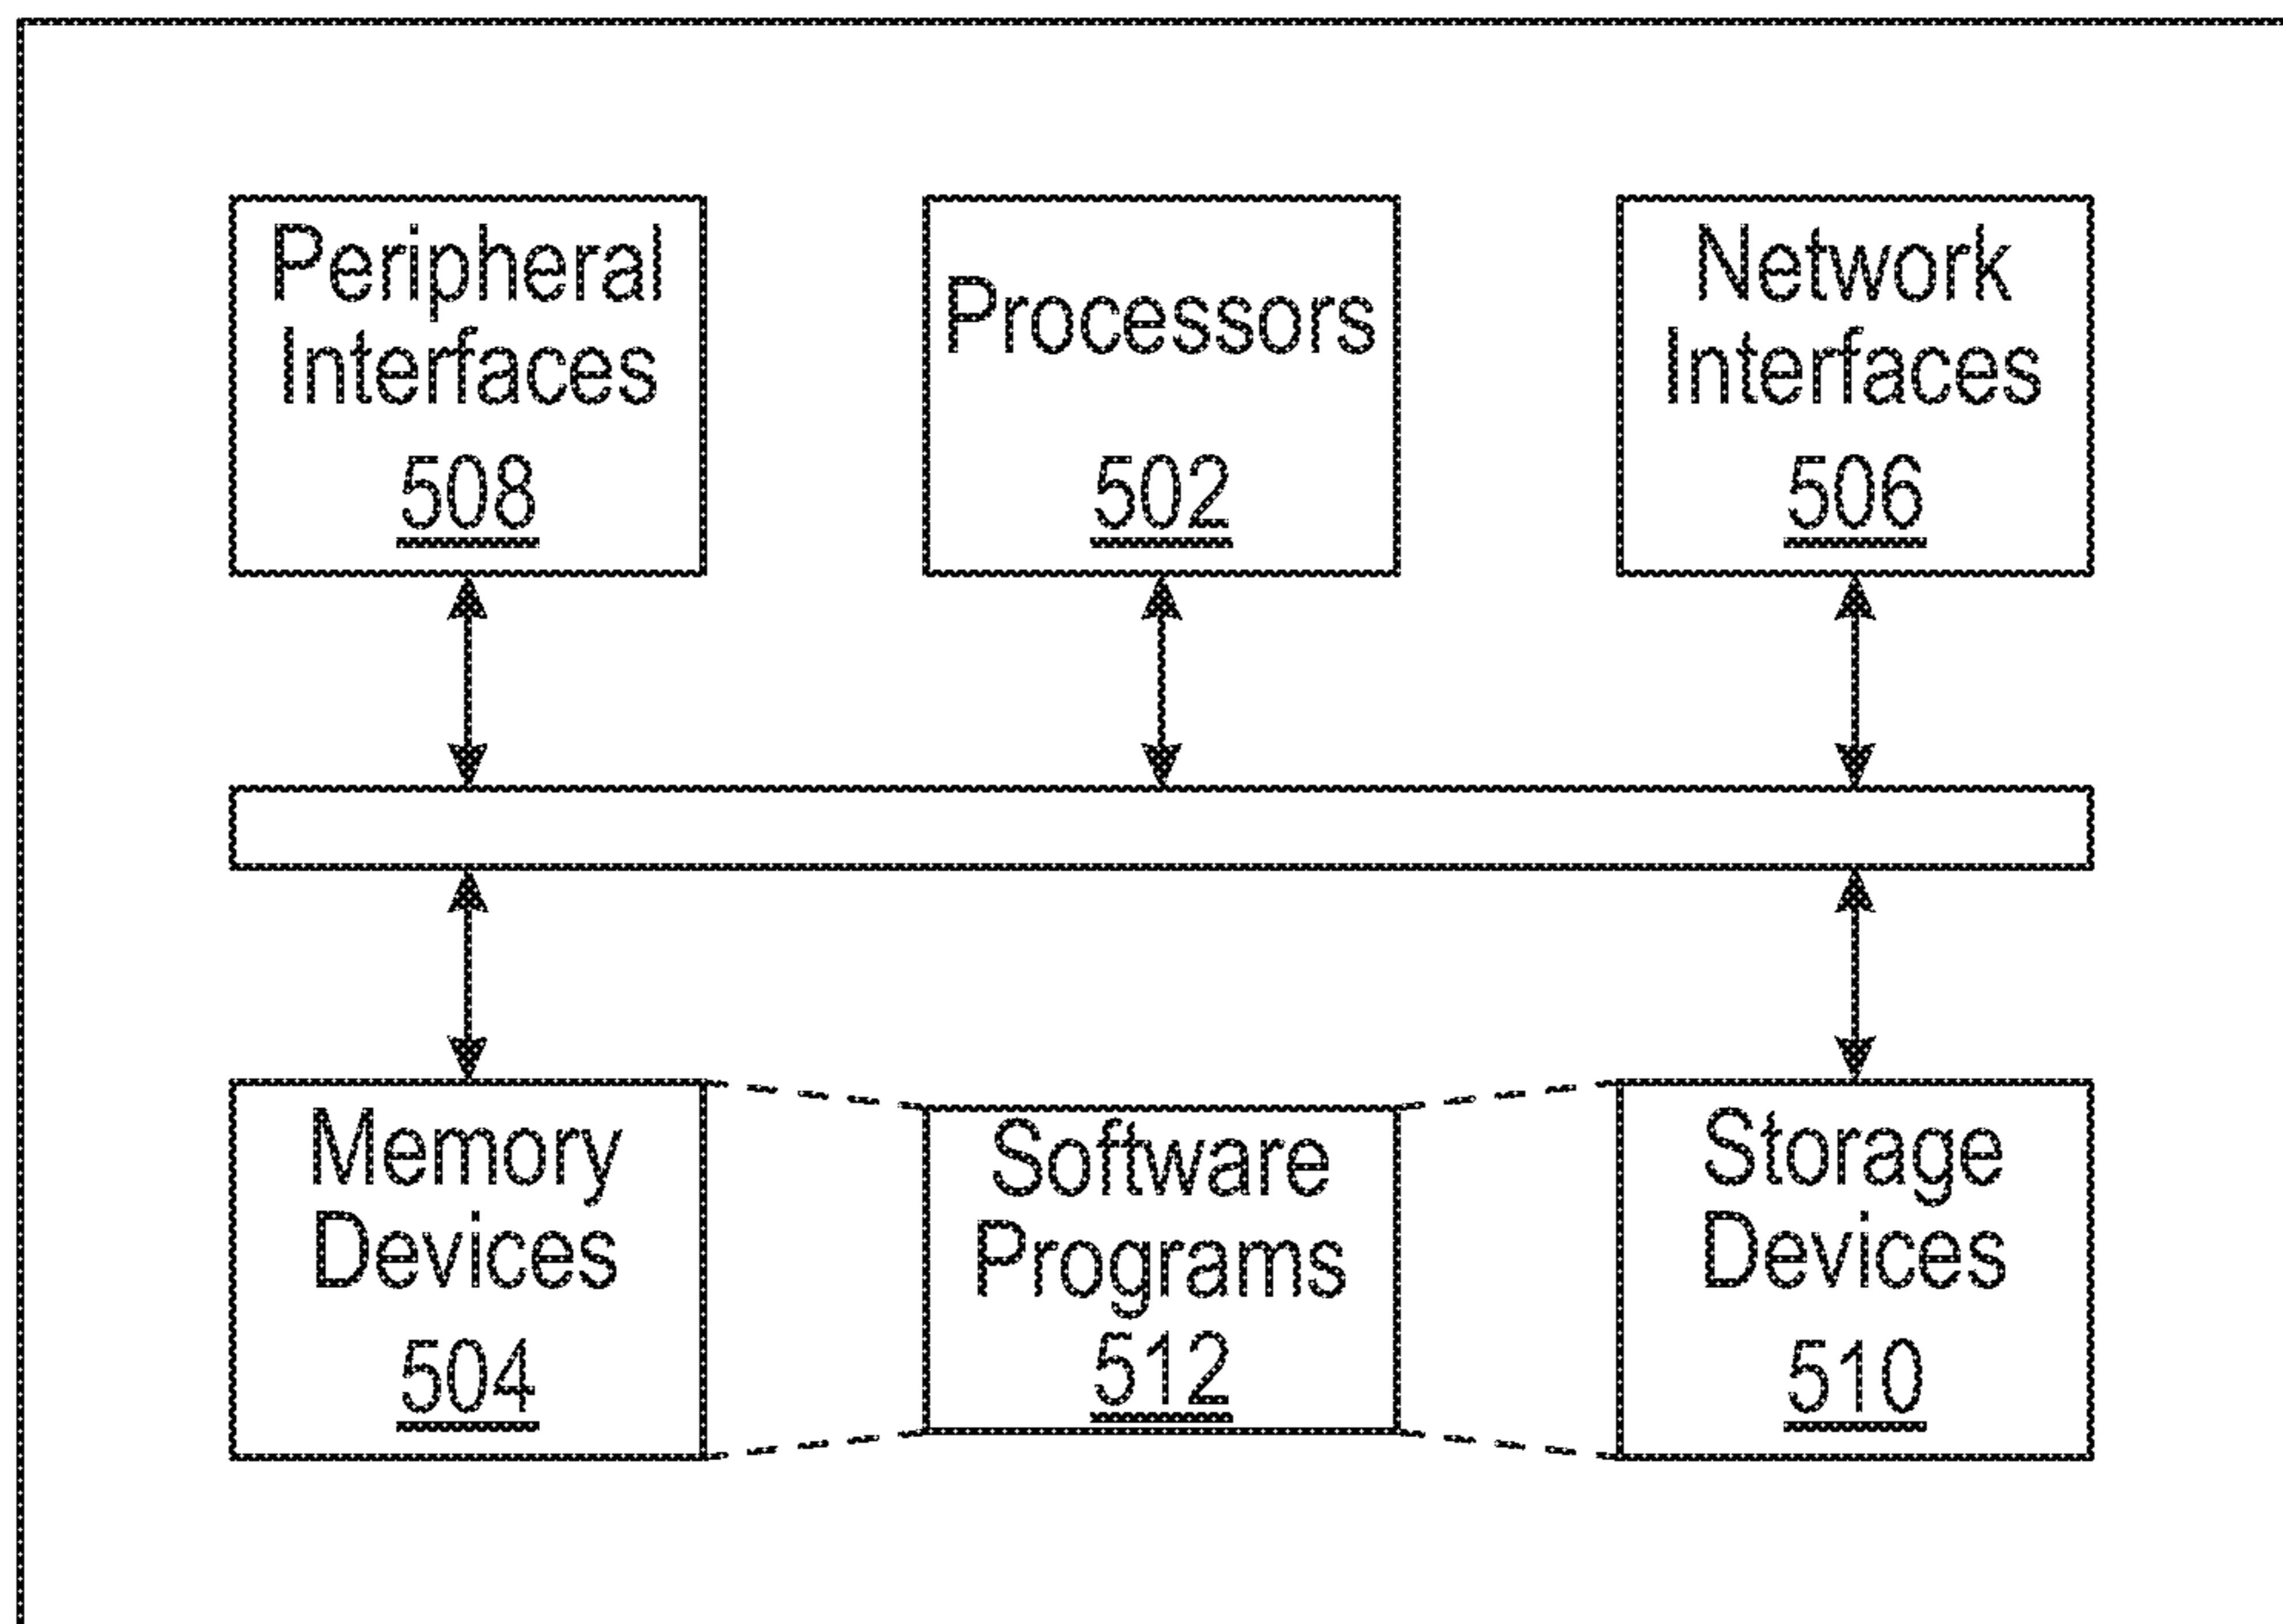 Peripheral
Interfaces
508
Processors
502
Network
Interfaces
506
Memory
Devices
504
Software
Programs
512
Storage
Devices
510